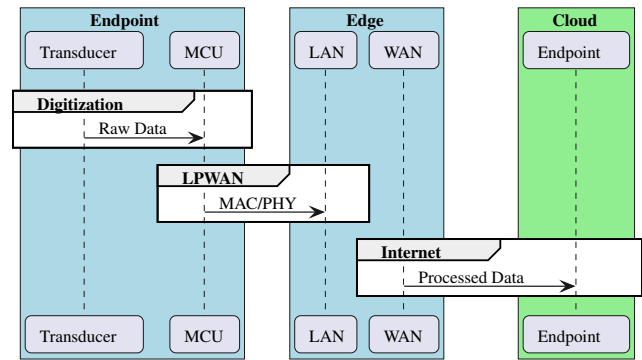 Endpoint Edge Cloud
Transducer MCU LAN WAN Endpoint
Digitization
Raw Data
LPWAN
MAC/PHY
Internet
Processed Data
Transducer MCU LAN WAN Endpoint